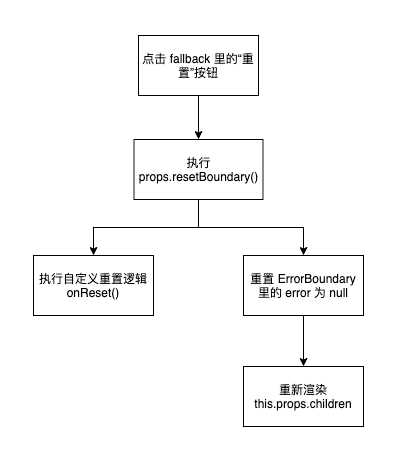 点击 fallback 里的“重
置”按钮
执行
props.resetBoundary()
执行自定义重置逻辑
onReset()
重置 ErrorBoundary
里的 error 为 null
重新渲染
this.props.children